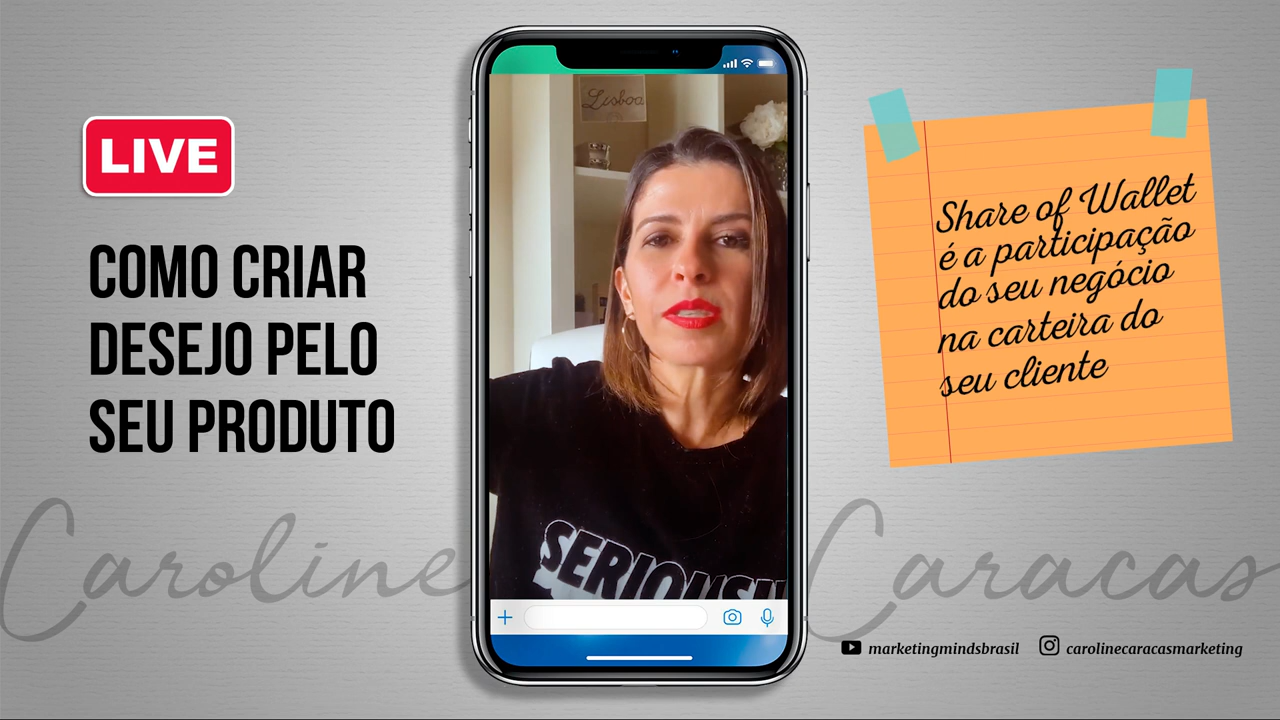 LIVE
COMO CRIAR
DESEJO PELO
SEU PRODUTO
Lisboa
SERIOUSLY
Share of Wallet
é a participação
do seu negócio
na carteira do
seu cliente
Caroline Caracas
marketingmindsbrasil
carolinecaracasmarketing